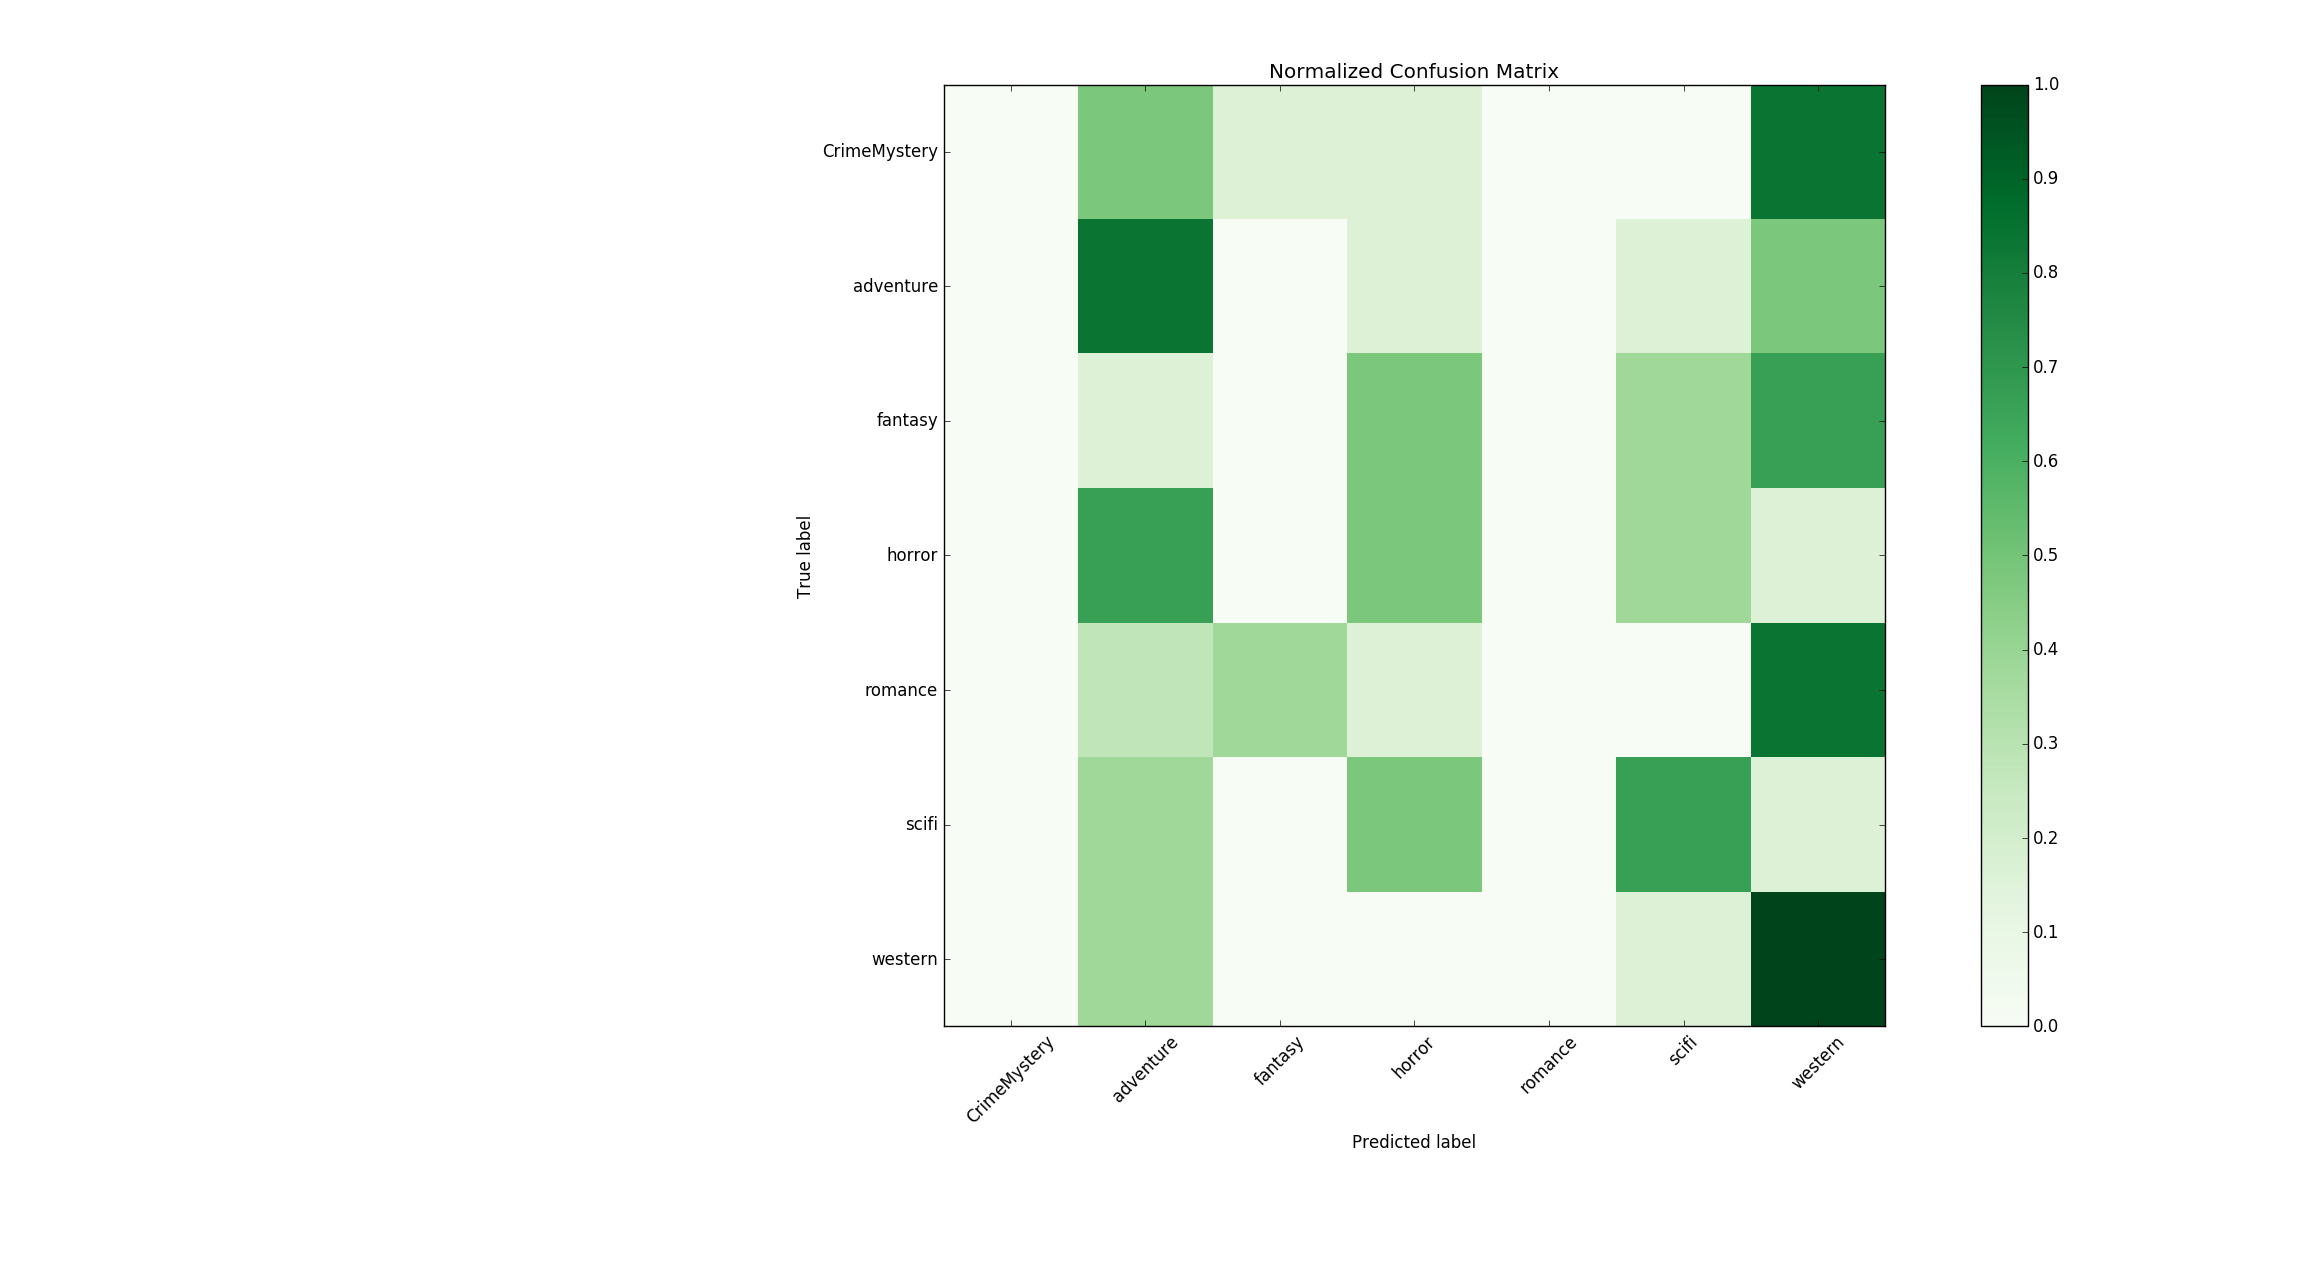 Normalized Confusion Matrix
True label
CrimeMystery
adventure
fantasy
horror
romance
scifi
western
CrimeMystery
adventure
fantasy
horror
romance
scifi
western
Predicted label
1.0
0.9
0.8
0.7
0.6
0.5
0.4
0.3
0.2
0.1
0.0